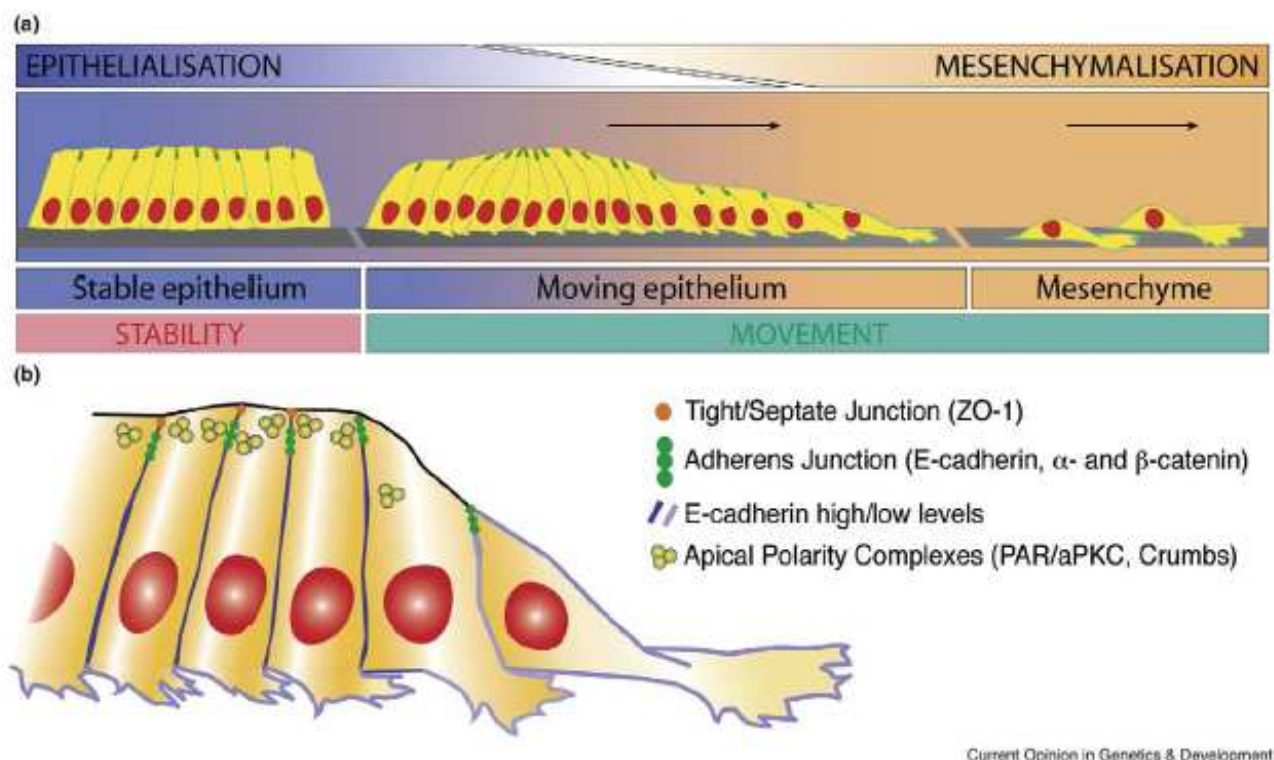 (a)
EPITHELIALISATION MESENCHYMALISATION
Stable epithelium Moving epithelium Mesenchyme
STABILITY MOVEMENT
(b)
Tight/Septate Junction (ZO-1)
Adherens Junction (E-cadherin, α- and β-catenin)
E-cadherin high/low levels
Apical Polarity Complexes (PAR/aPKC, Crumbs)
Current Opinion in Genetics & Development